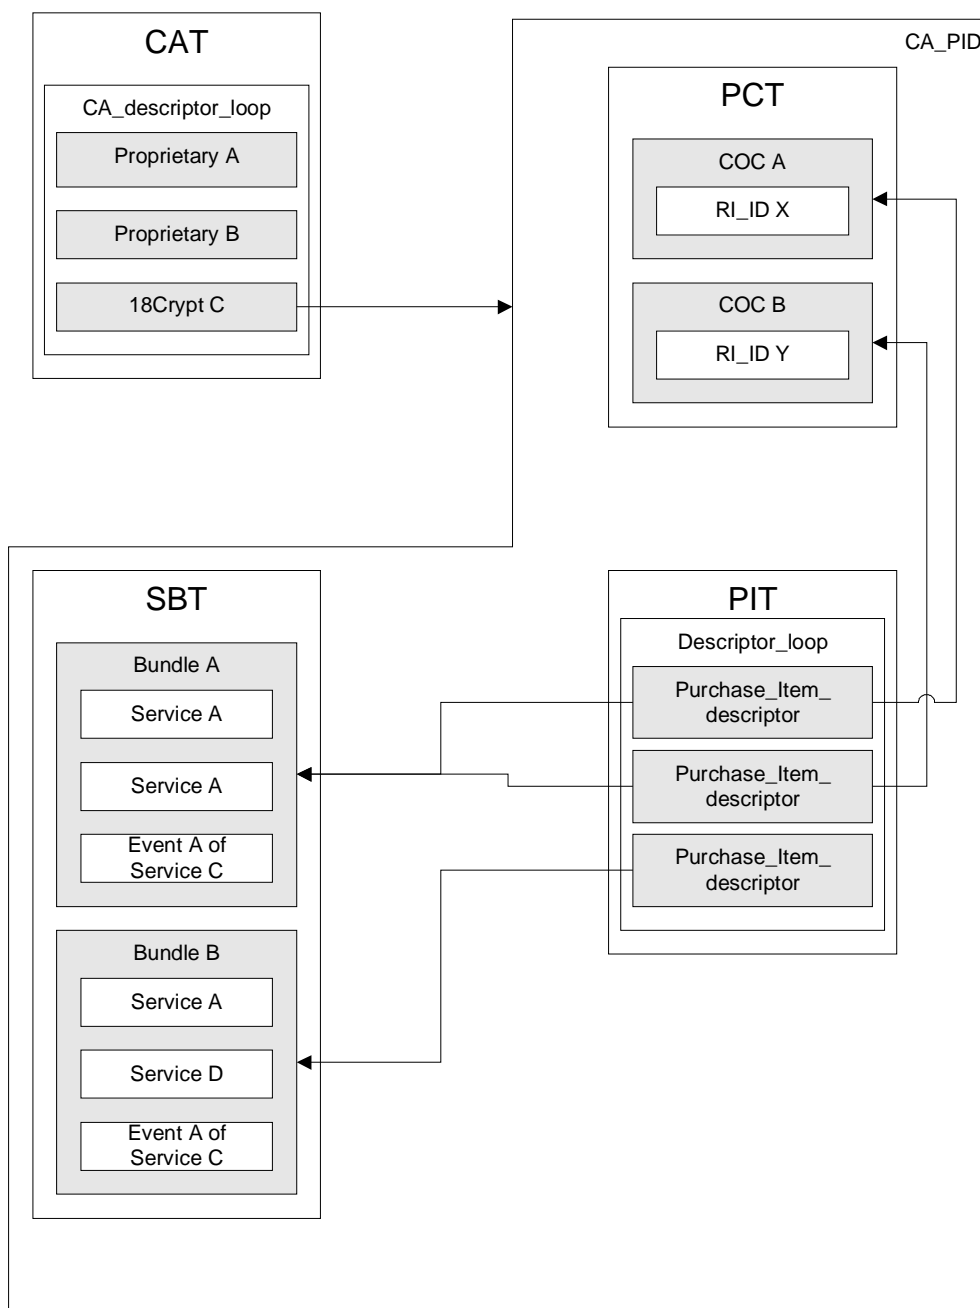 CAT
CA_descriptor_loop
Proprietary A
Proprietary B
18Crypt C
CA_PID
PCT
COC A
RI_ID X
COC B
RI_ID Y
SBT
Bundle A
Service A
Service A
Event A of
Service C
Bundle B
Service A
Service D
Event A of
Service C
PIT
Descriptor_loop
Purchase_Item_
descriptor
Purchase_Item_
descriptor
Purchase_Item_
descriptor